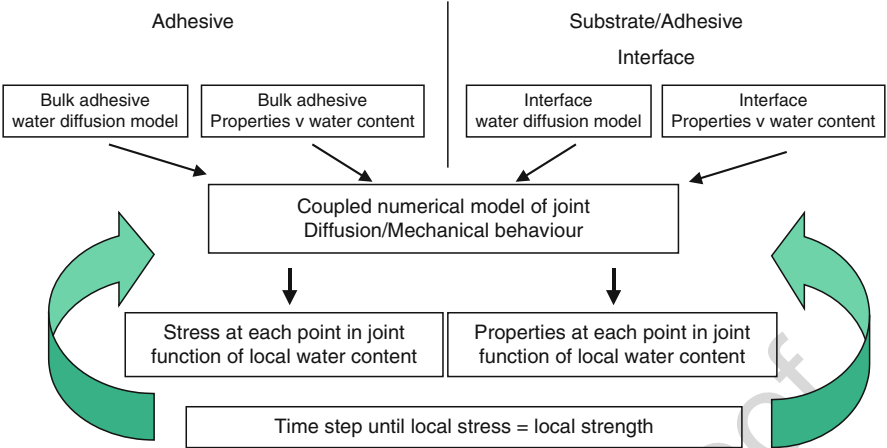 Adhesive
Substrate/Adhesive
Interface
Bulk adhesive
water diffusion model
Bulk adhesive
Properties v water content
Interface
water diffusion model
Interface
Properties v water content
Coupled numerical model of joint
Diffusion/Mechanical behaviour
Stress at each point in joint
function of local water content
Properties at each point in joint
function of local water content
Time step until local stress = local strength